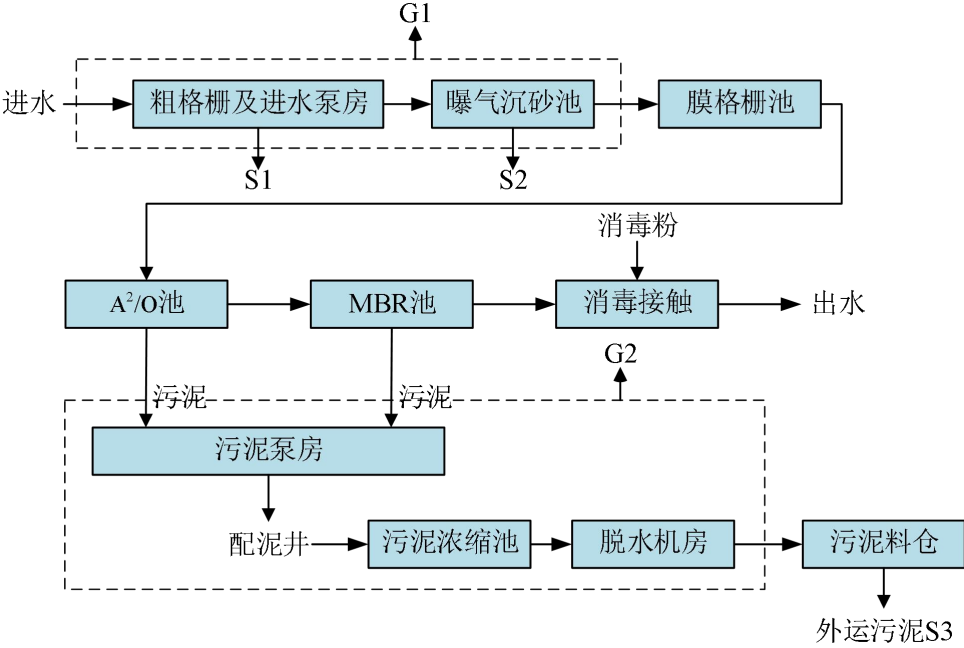 G1
进水
粗格栅及进水泵房
曝气沉砂池
膜格栅池
S1
S2
消毒粉
A²/O池
MBR池
消毒接触
出水
G2
污泥
污泥
污泥泵房
配泥井
污泥浓缩池
脱水机房
污泥料仓
外运污泥S3